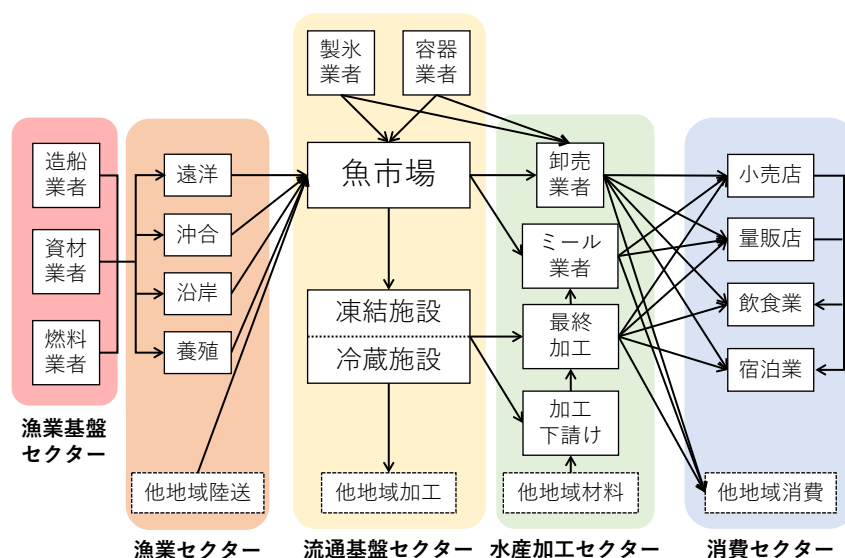 製氷
業者
容器
業者
造船
業者
資材
業者
燃料
業者
漁業基盤
セクター
遠洋
沖合
沿岸
養殖
他地域陸送
漁業セクター
魚市場
凍結施設
冷蔵施設
他地域加工
流通基盤セクター
卸売
業者
ミール
業者
最終
加工
加工
下請け
他地域材料
水産加工セクター
小売店
量販店
飲食業
宿泊業
他地域消費
消費セクター